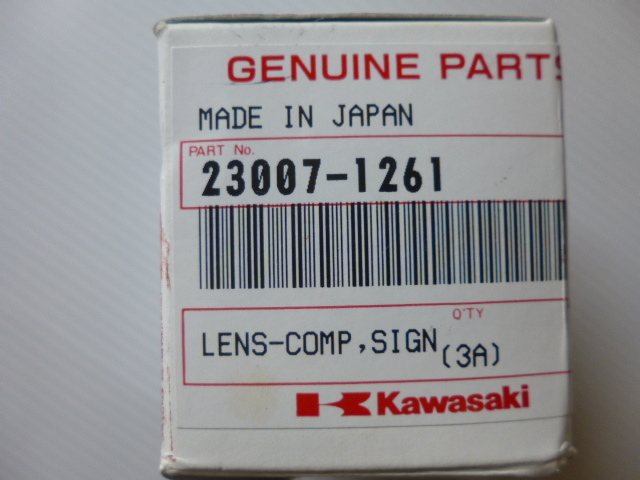 GENUINE PARTS
MADE IN JAPAN
PART No.
23007-1261
Q'TY
LENS-COMP,SIGN
(3A)
Kawasaki